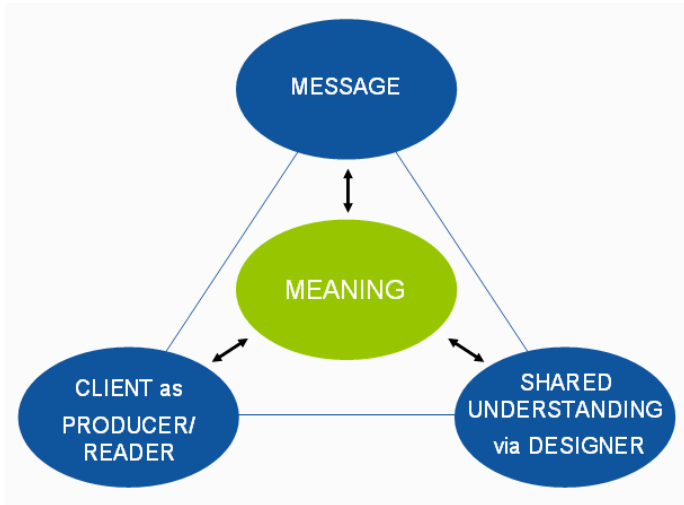 MESSAGE
MEANING
CLIENT as
PRODUCER/
READER
SHARED
UNDERSTANDING
via DESIGNER